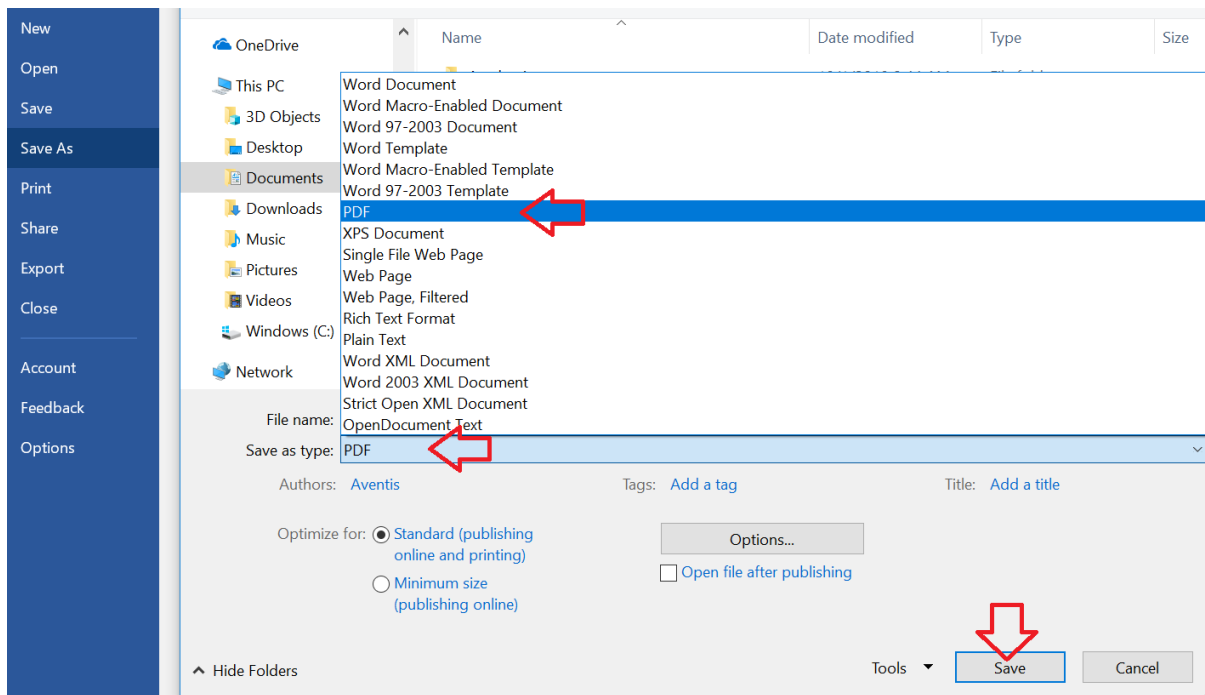 New
Open
Save
Save As
Print
Share
Export
Close
Account
Feedback
Options
OneDrive
This PC
3D Objects
Desktop
Documents
Downloads
Music
Pictures
Videos
Windows (C:)
Network
Name Date modified Type Size
Word Document
Word Macro-Enabled Document
Word 97-2003 Document
Word Template
Word Macro-Enabled Template
Word 97-2003 Template
PDF
XPS Document
Single File Web Page
Web Page
Web Page, Filtered
Rich Text Format
Plain Text
Word XML Document
Word 2003 XML Document
Strict Open XML Document
OpenDocument Text
File name:
Save as type: PDF
Authors: Aventis Tags: Add a tag Title: Add a title
Optimize for: Standard (publishing
online and printing)
Minimum size
(publishing online)
Options...
Open file after publishing
Hide Folders
Tools Save Cancel